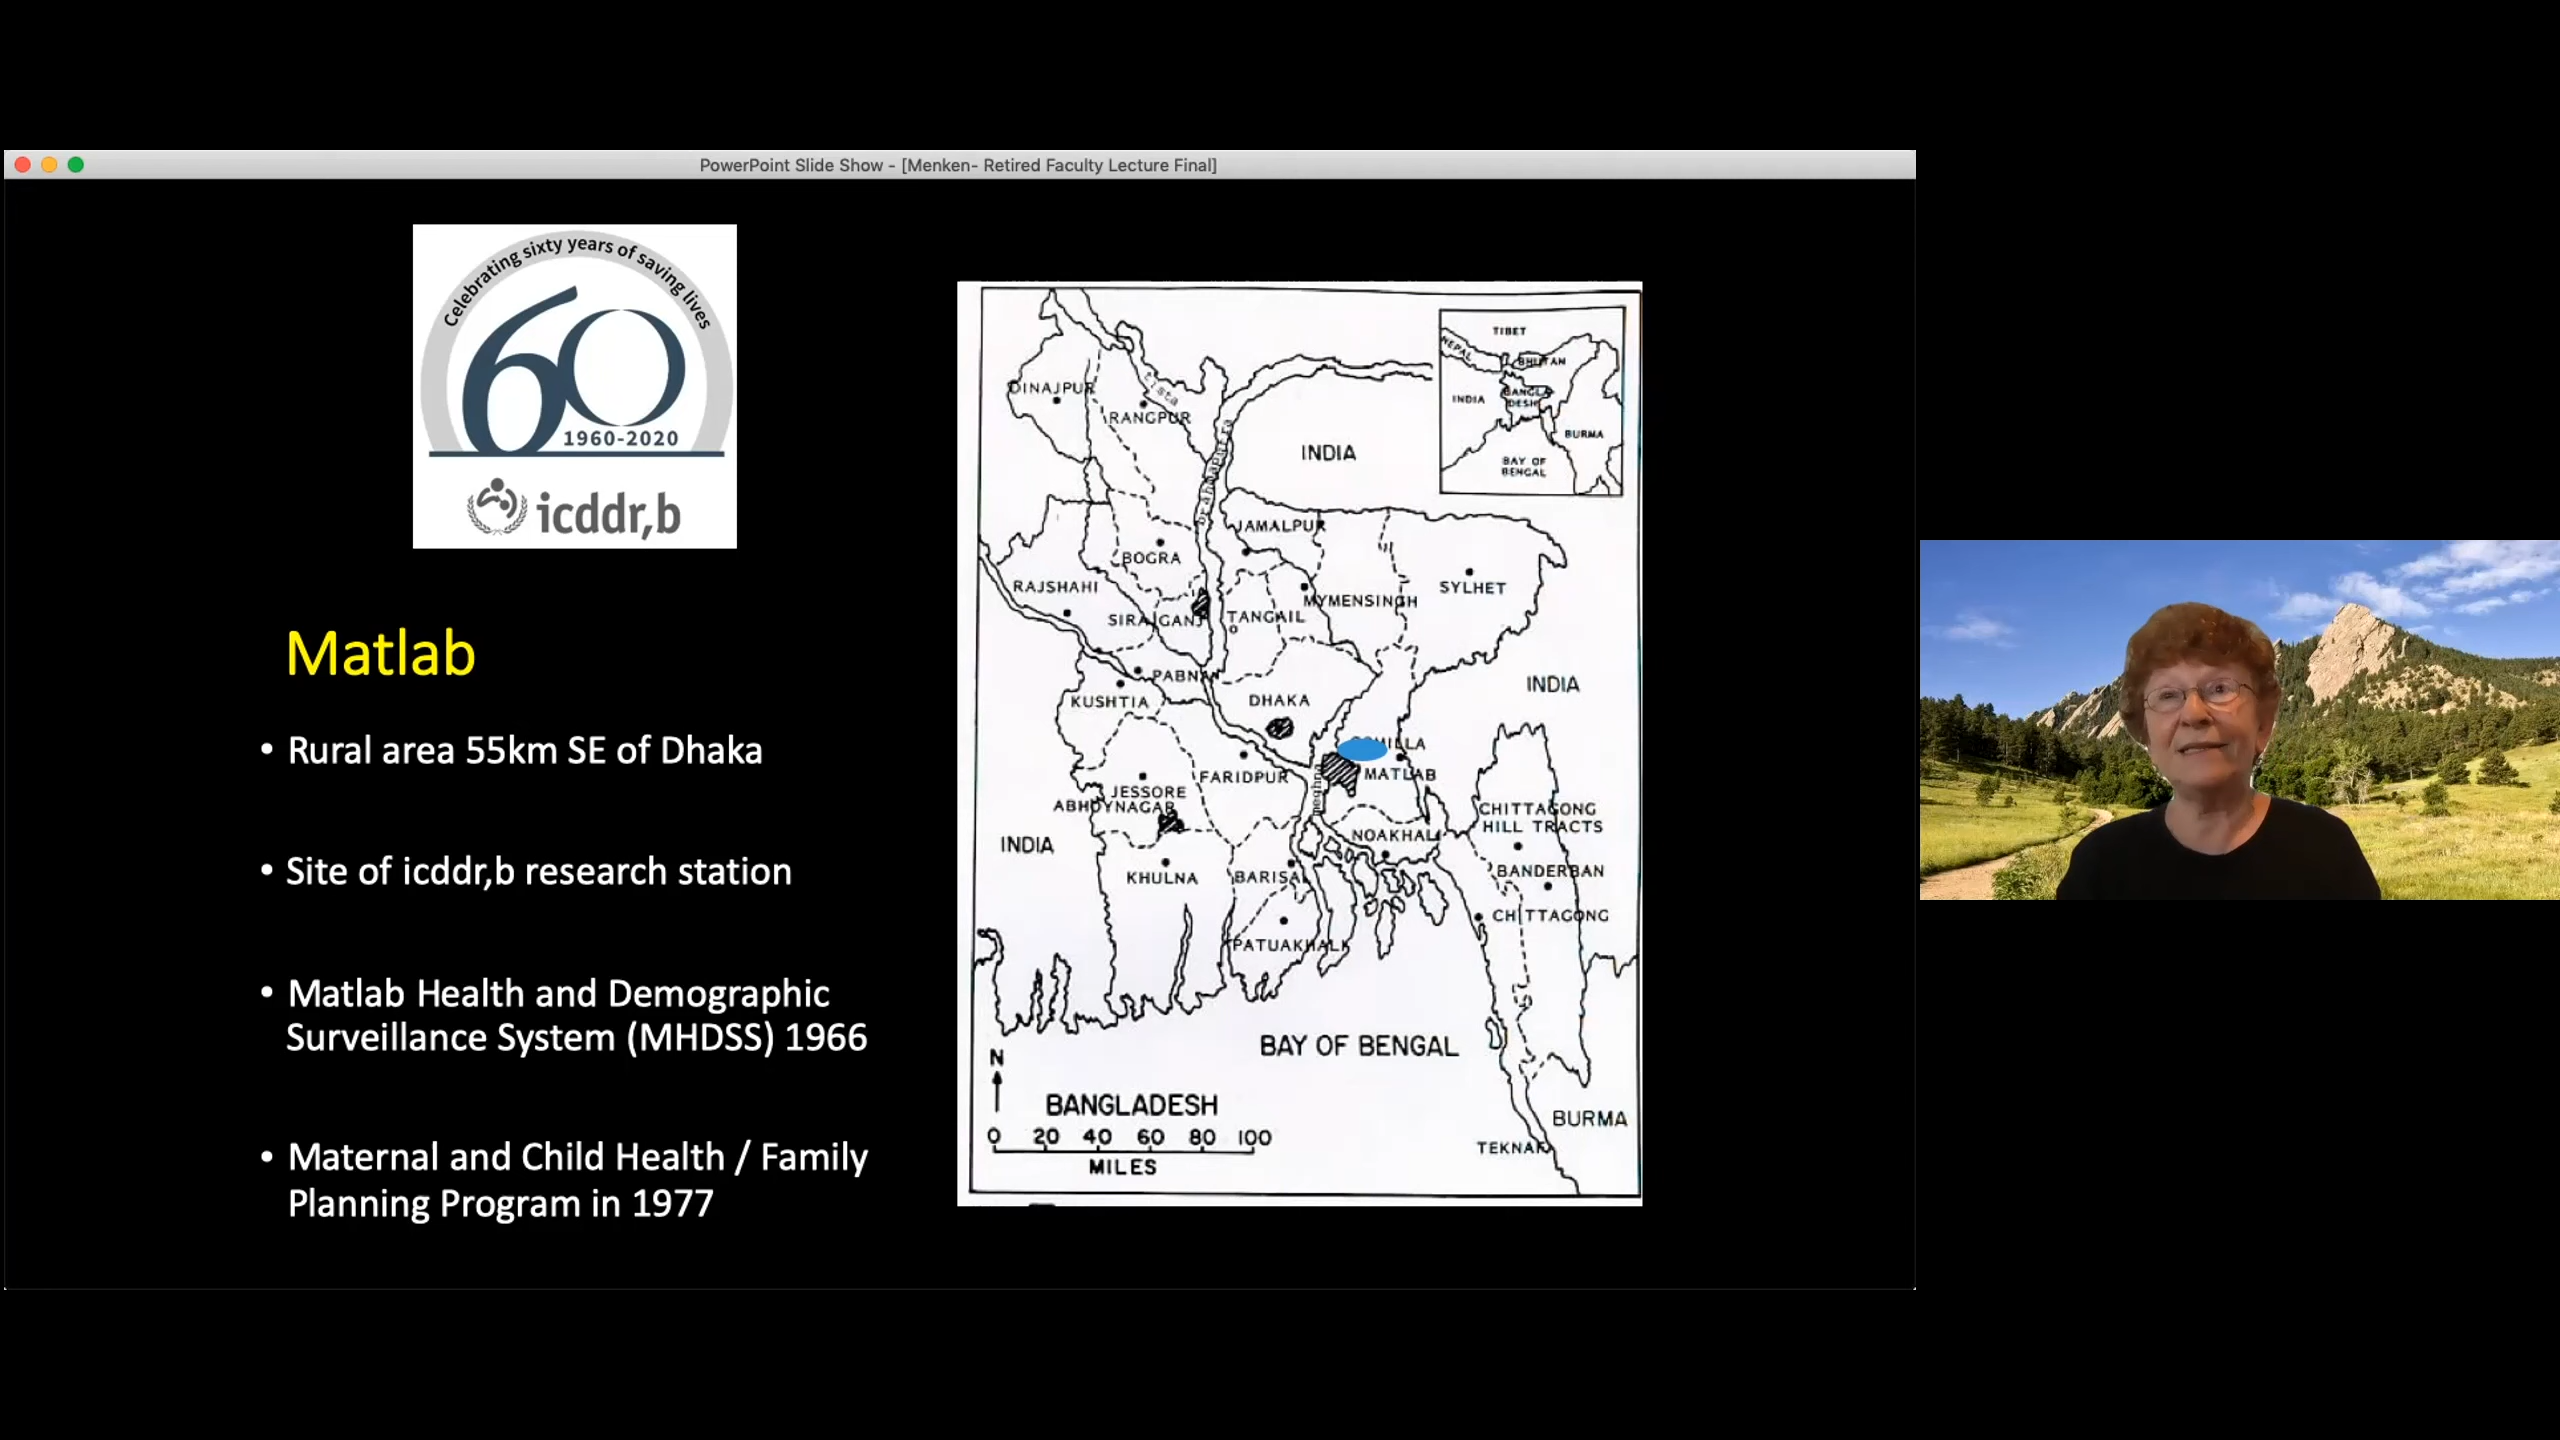 PowerPoint Slide Show - [Menken- Retired Faculty Lecture Final]
Celebrating sixty years of saving lives
60
1960-2020
icddr,b
Matlab
• Rural area 55km SE of Dhaka
• Site of icddr,b research station
• Matlab Health and Demographic
Surveillance System (MHDSS) 1966
• Maternal and Child Health / Family
Planning Program in 1977
TIBET
NEPAL
BHUTAN
BANGLA
DESH
INDIA
BURMA
BAY OF
BENGAL
DINAJPUR
Tista
RANGPUR
INDIA
JAMALPUR
BOGRA
RAJSHAHI
MYMENSINGH
SYLHET
SIRAJGANJ
TANGAIL
PABNA
KUSHTIA
DHAKA
INDIA
FARIDPUR
MATLAB
meghna
JESSORE
ABHOYNAGAR
CHITTAGONG
HILL TRACTS
NOAKHALI
INDIA
KHULNA
BARISAL
BANDERBAN
CHITTAGONG
PATUAKHALI
BAY OF BENGAL
N
BANGLADESH
0 20 40 60 80 100
MILES
BURMA
TEKNAF